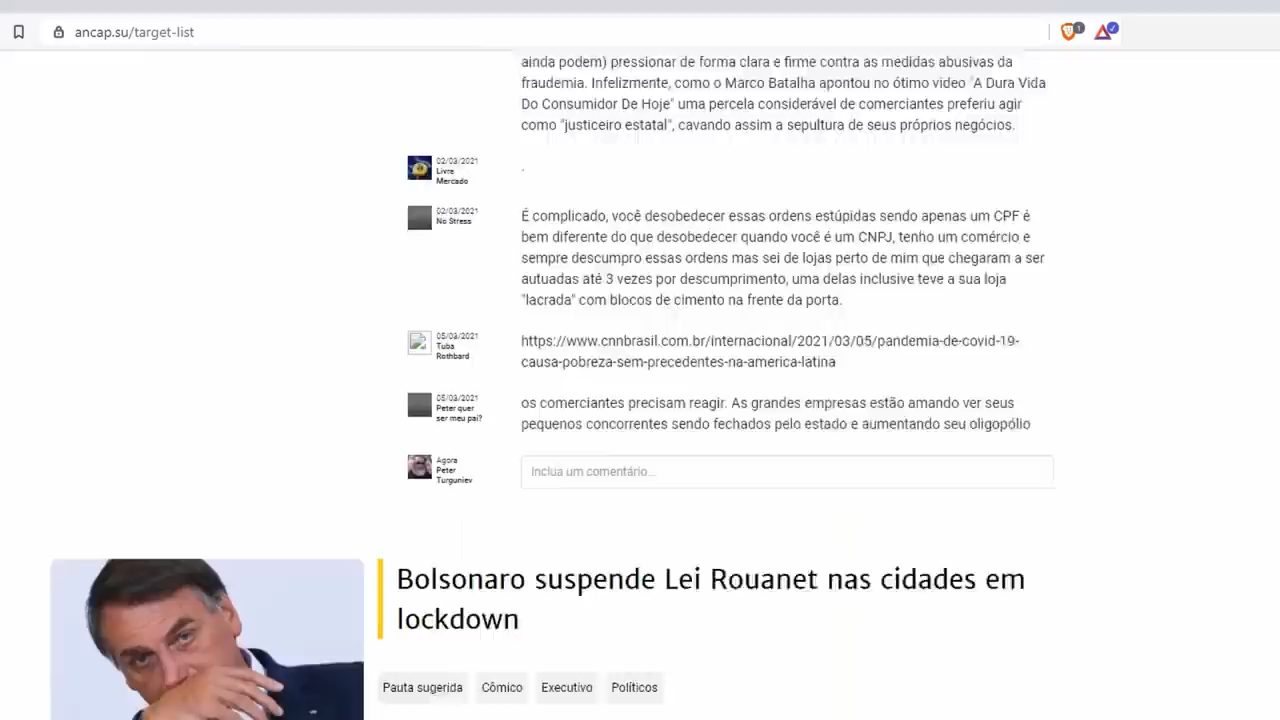 ancap.su/target-list
1
ainda podem) pressionar de forma clara e firme contra as medidas abusivas da
fraudemia. Infelizmente, como o Marco Batalha apontou no ótimo video "A Dura Vida
Do Consumidor De Hoje" uma percela considerável de comerciantes preferiu agir
como "justiceiro estatal", cavando assim a sepultura de seus próprios negócios.
02/03/2021
Livre
Mercado
.
02/03/2021
No Stress
É complicado, você desobedecer essas ordens estúpidas sendo apenas um CPF é
bem diferente do que desobedecer quando você é um CNPJ, tenho um comércio e
sempre descumpro essas ordens mas sei de lojas perto de mim que chegaram a ser
autuadas até 3 vezes por descumprimento, uma delas inclusive teve a sua loja
"lacrada" com blocos de cimento na frente da porta.
05/03/2021
Tuba
Rothbard
https://www.cnnbrasil.com.br/internacional/2021/03/05/pandemia-de-covid-19-
causa-pobreza-sem-precedentes-na-america-latina
05/03/2021
Peter quer
ser meu pai?
os comerciantes precisam reagir. As grandes empresas estão amando ver seus
pequenos concorrentes sendo fechados pelo estado e aumentando seu oligopólio
Agora
Peter
Turguniev
Inclua um comentário...
Bolsonaro suspende Lei Rouanet nas cidades em
lockdown
Pauta sugerida
Cômico
Executivo
Políticos